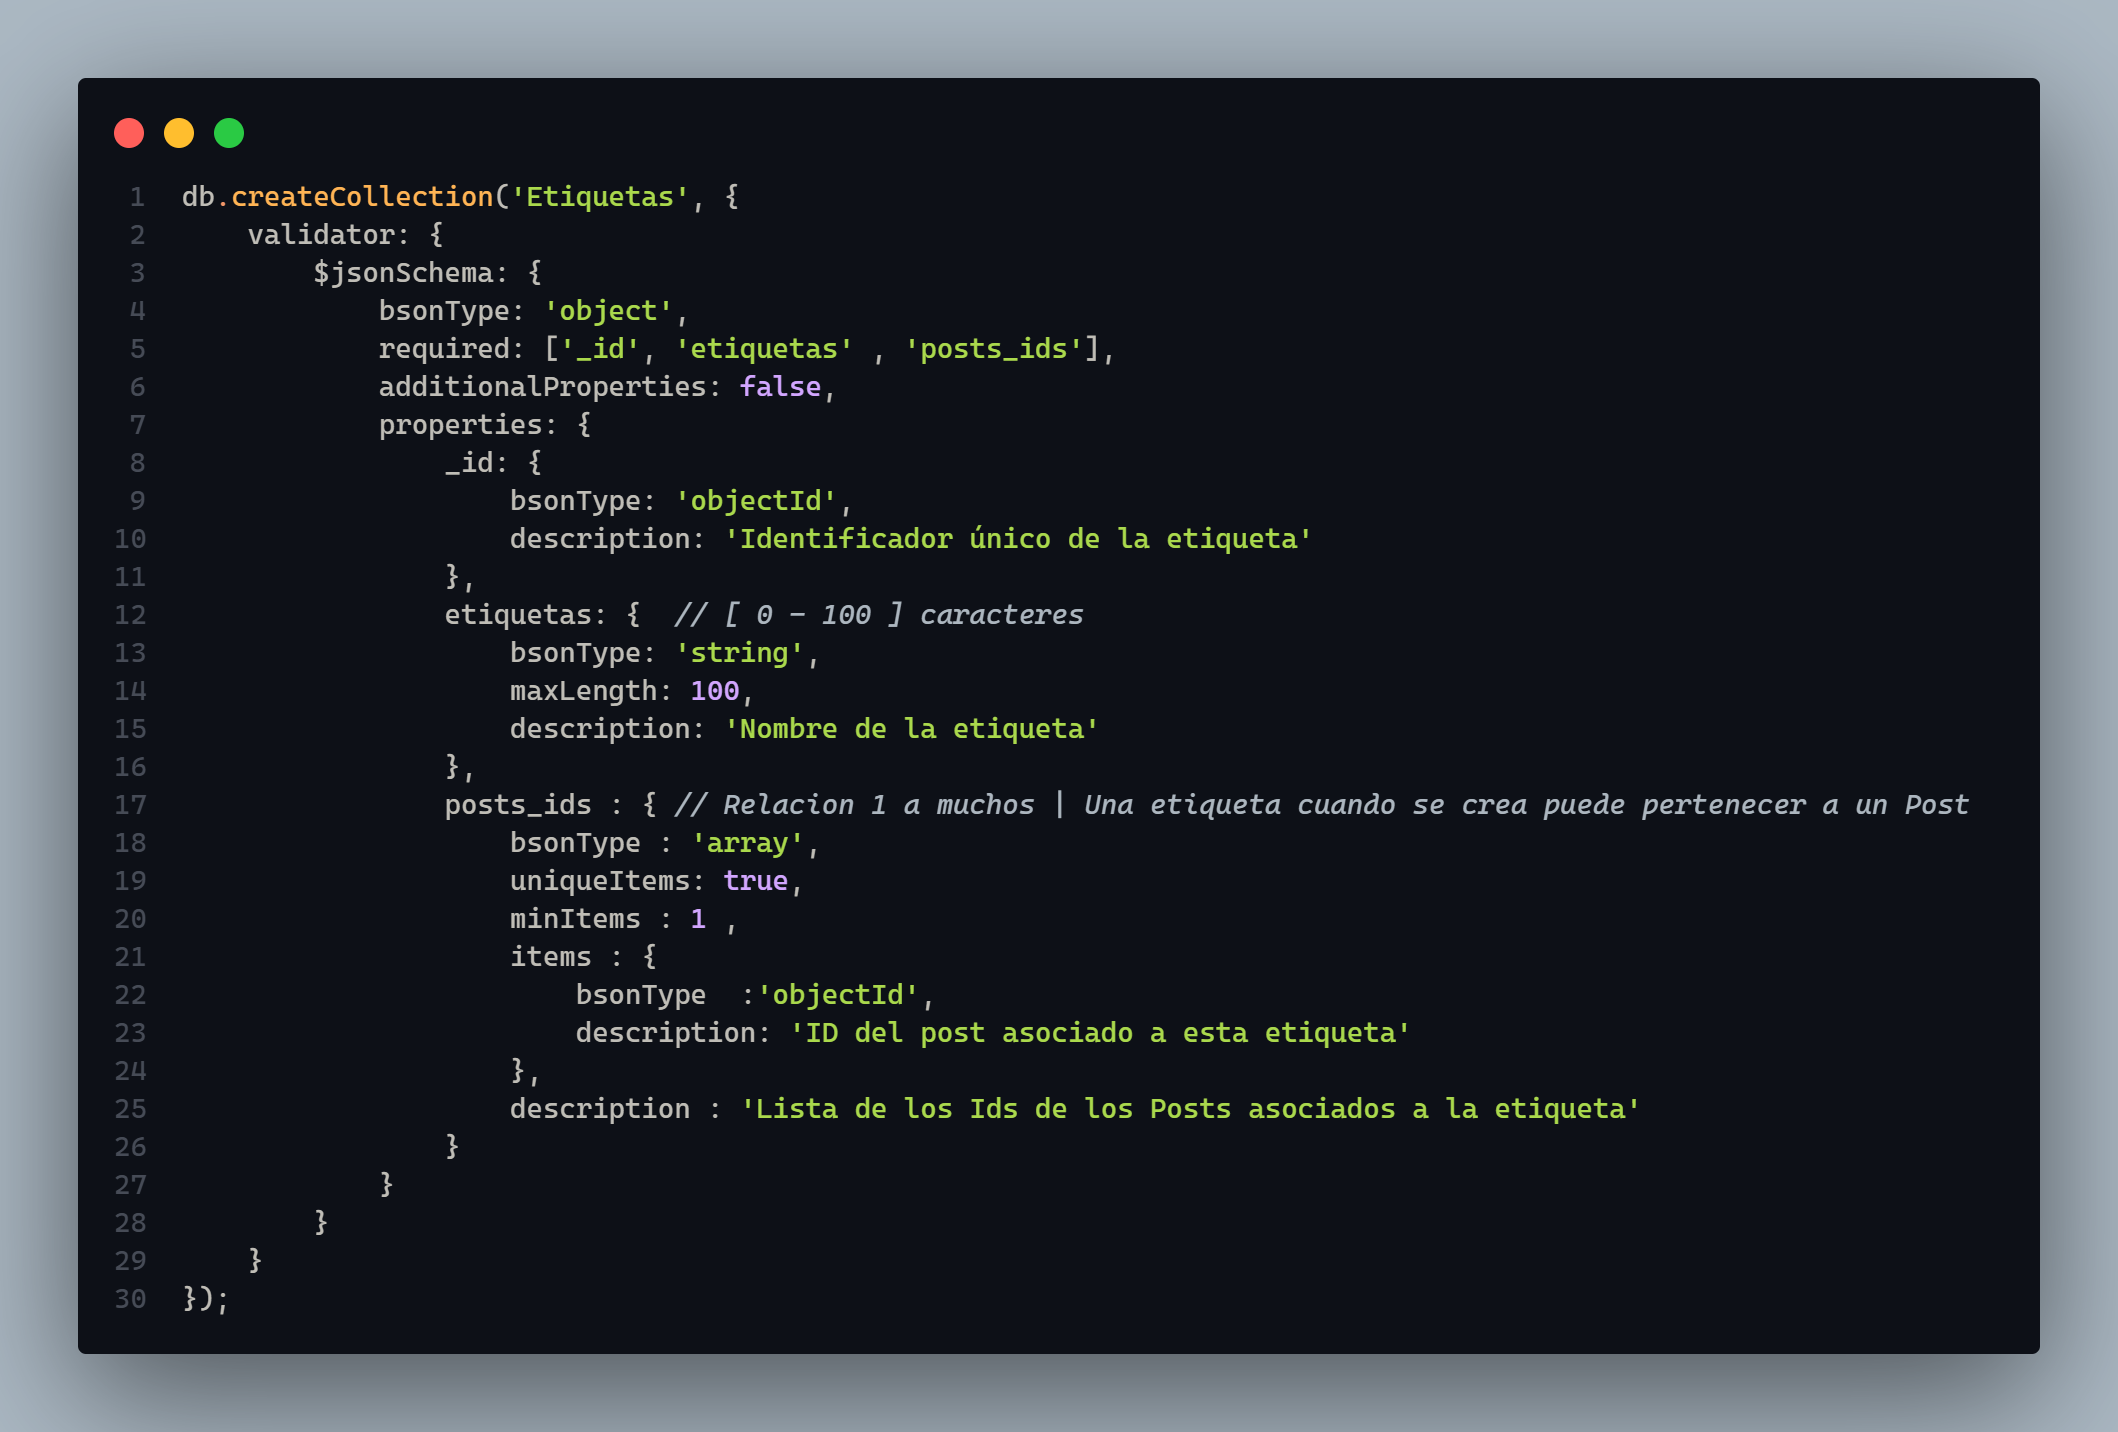 1 db.createCollection('Etiquetas', {
2     validator: {
3         $jsonSchema: {
4             bsonType: 'object',
5             required: ['_id', 'etiquetas' , 'posts_ids'],
6             additionalProperties: false,
7             properties: {
8                 _id: {
9                     bsonType: 'objectId',
10                     description: 'Identificador único de la etiqueta'
11                 },
12                 etiquetas: {  // [ 0 - 100 ] caracteres
13                     bsonType: 'string',
14                     maxLength: 100,
15                     description: 'Nombre de la etiqueta'
16                 },
17                 posts_ids : { // Relacion 1 a muchos | Una etiqueta cuando se crea puede pertenecer a un Post
18                     bsonType : 'array',
19                     uniqueItems: true,
20                     minItems : 1 ,
21                     items : {
22                         bsonType  :'objectId',
23                         description: 'ID del post asociado a esta etiqueta'
24                     },
25                     description : 'Lista de los Ids de los Posts asociados a la etiqueta'
26                 }
27             }
28         }
29     }
30 });